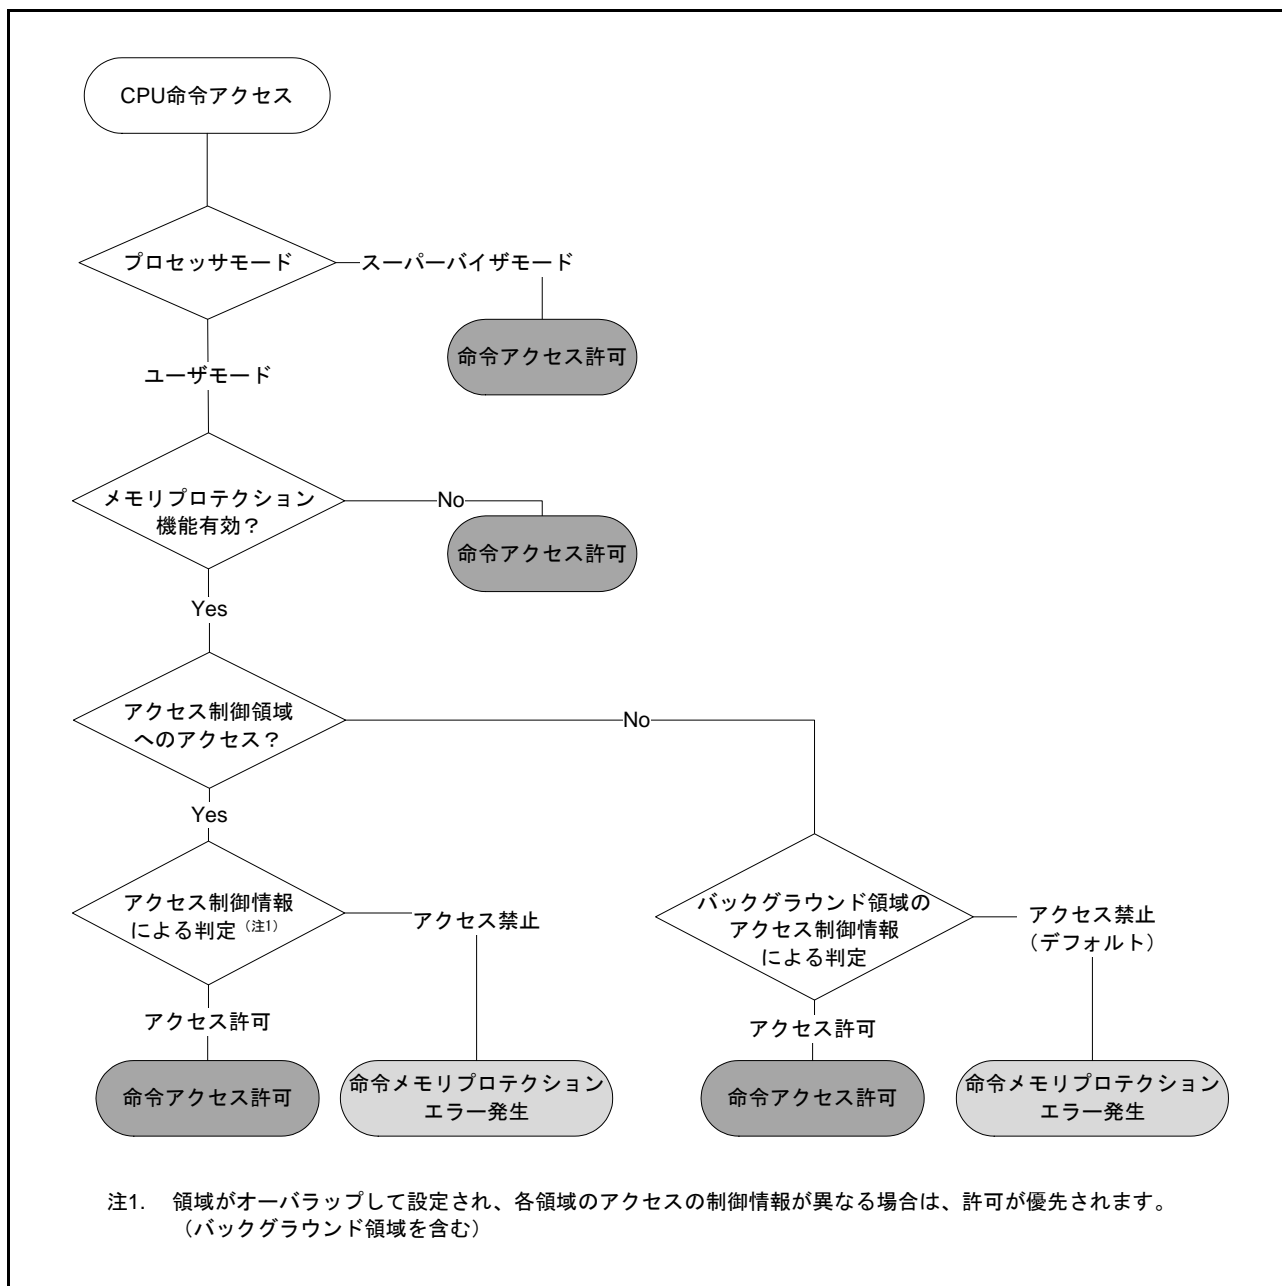 CPU命令アクセス
プロセッサモード
スーパーバイザモード
命令アクセス許可
ユーザモード
メモリプロテクション
機能有効？
No
命令アクセス許可
Yes
アクセス制御領域
へのアクセス？
No
Yes
アクセス制御情報
による判定（注1）
アクセス禁止
バックグラウンド領域の
アクセス制御情報
による判定
アクセス禁止
（デフォルト）
アクセス許可
アクセス許可
命令アクセス許可
命令メモリプロテクション
エラー発生
命令アクセス許可
命令メモリプロテクション
エラー発生
注1. 領域がオーバラップして設定され、各領域のアクセスの制御情報が異なる場合は、許可が優先されます。
（バックグラウンド領域を含む）